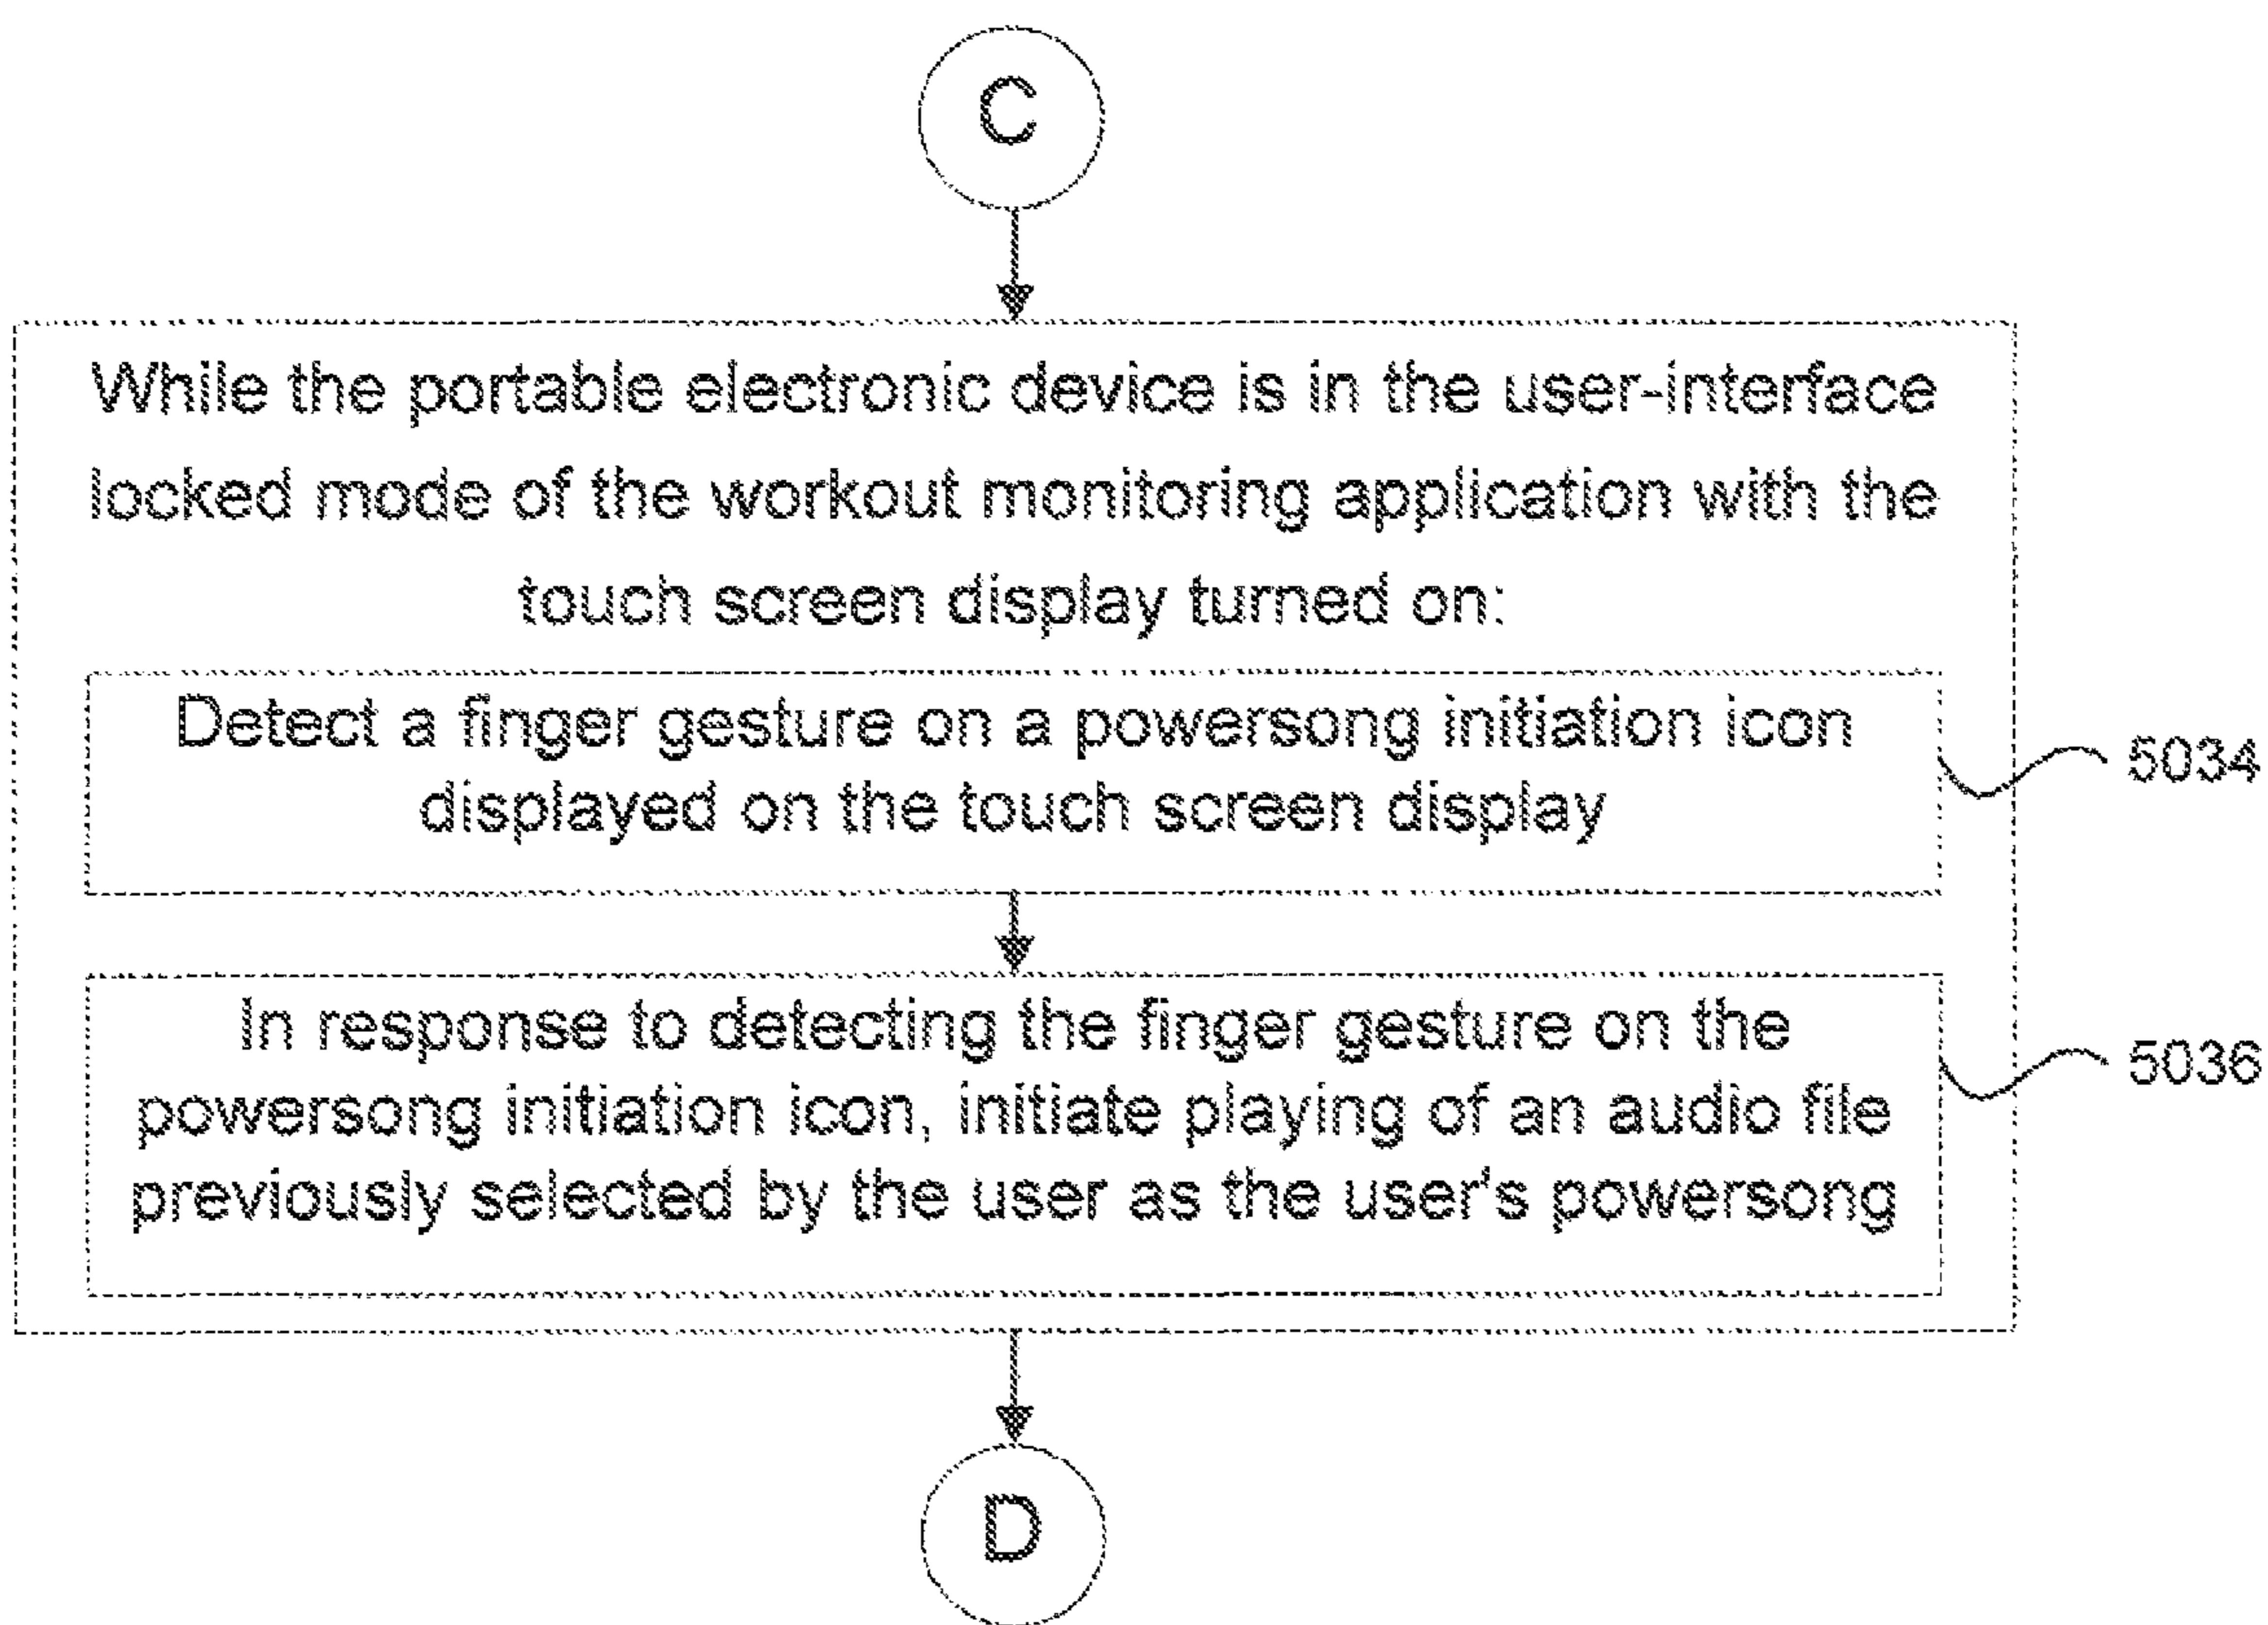 C
While the portable electronic device is in the user-interface
locked mode of the workout monitoring application with the
touch screen display turned on:
Detect a finger gesture on a powersong initiation icon
displayed on the touch screen display
5034
In response to detecting the finger gesture on the
powersong initiation icon, initiate playing of an audio file
previously selected by the user as the user's powersong
5036
D